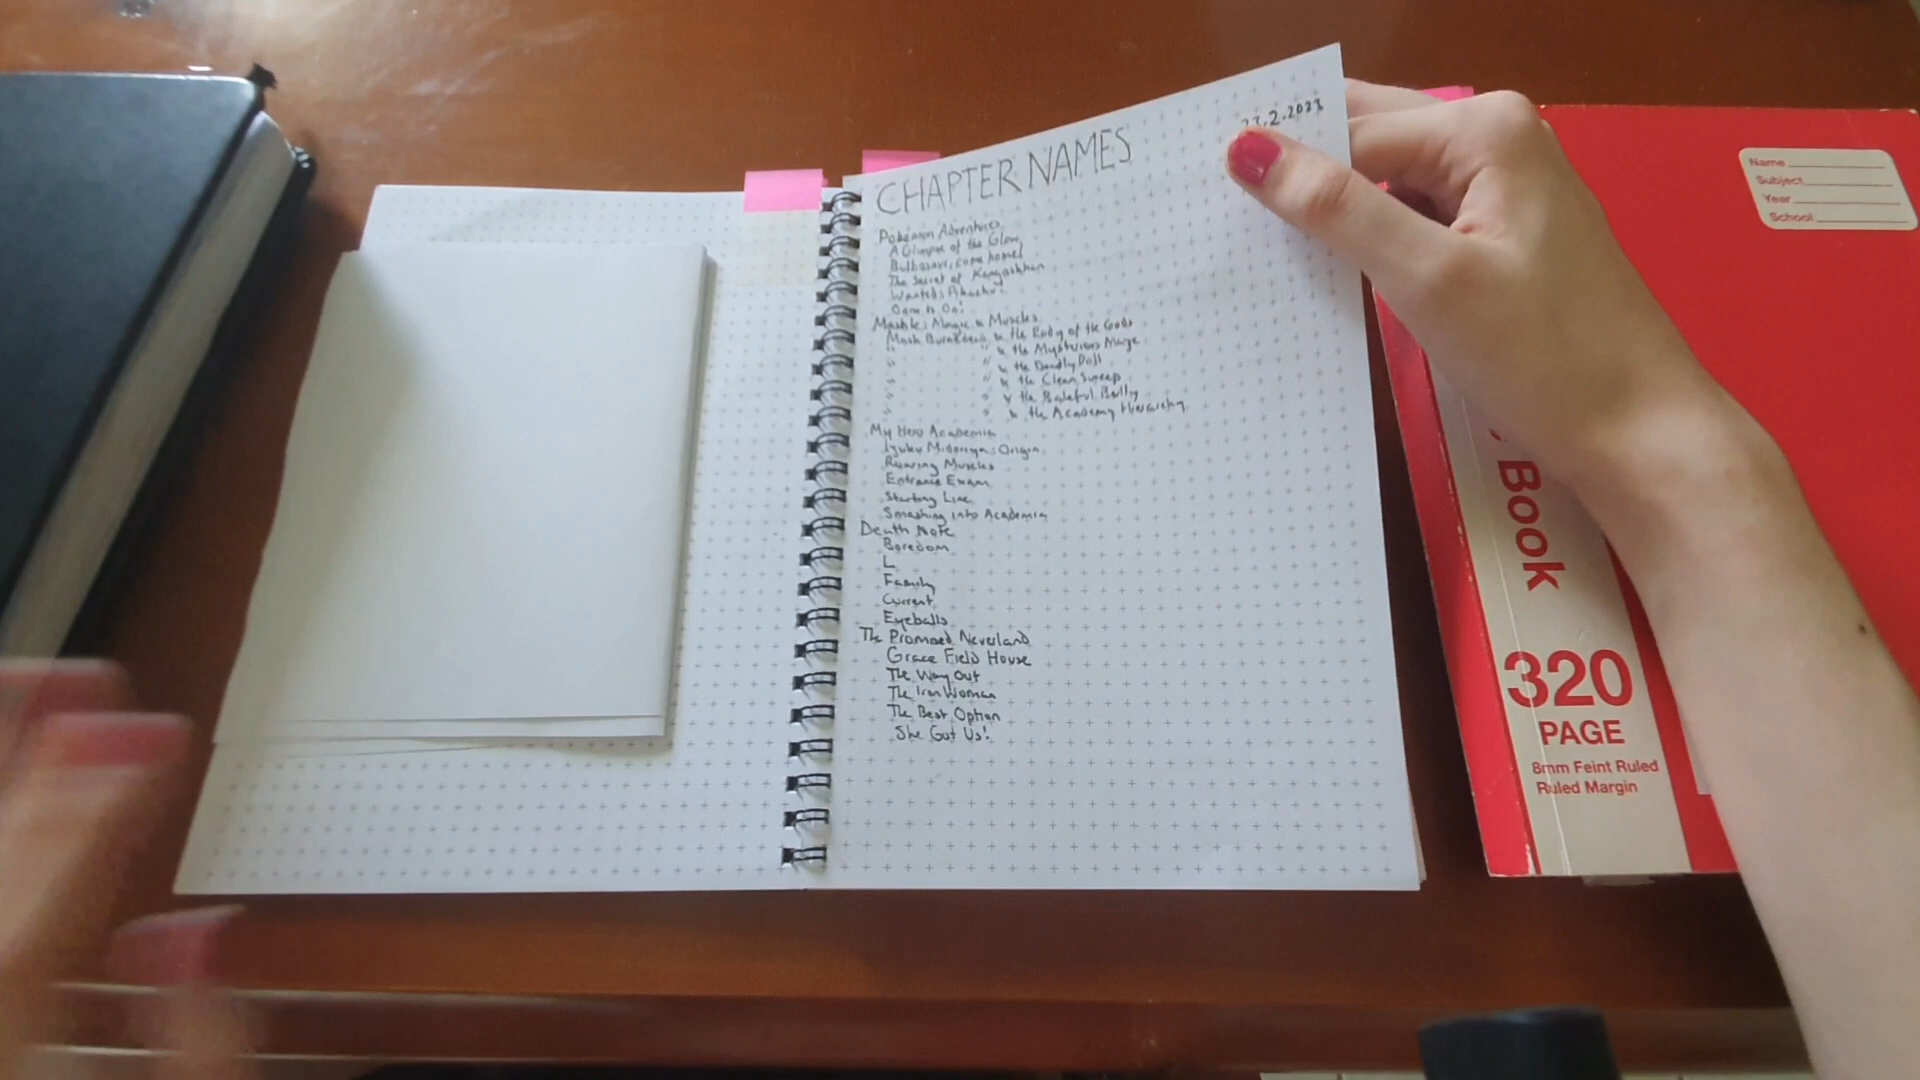 CHAPTER NAMES
.2.2023
Pokémon Adventures
A Glimpse of the Glow
Bulbasaur, come home!
The Secret of Kangaskhan
Wanted: Pikachu!
Onix is On!
Mashle: Magic & Muscles
Mash Burnedead & the Body of the Gods
" " & the Mysterious Maze
" " & the Deadly Doll
" " & the Clean Sweep
" " & the Baleful Bully
" " & the Academy Hierarchy
My Hero Academia
Izuku Midoriya: Origin
Roaring Muscles
Entrance Exam
Starting Line
Smashing into Academia
Death Note
Boredom
L
Family
Current
Eyeballs
The Promised Neverland
Grace Field House
The Way Out
The Iron Woman
The Best Option
She Got Us!
Name
Subject
Year
School
Book
320
PAGE
8mm Feint Ruled
Ruled Margin